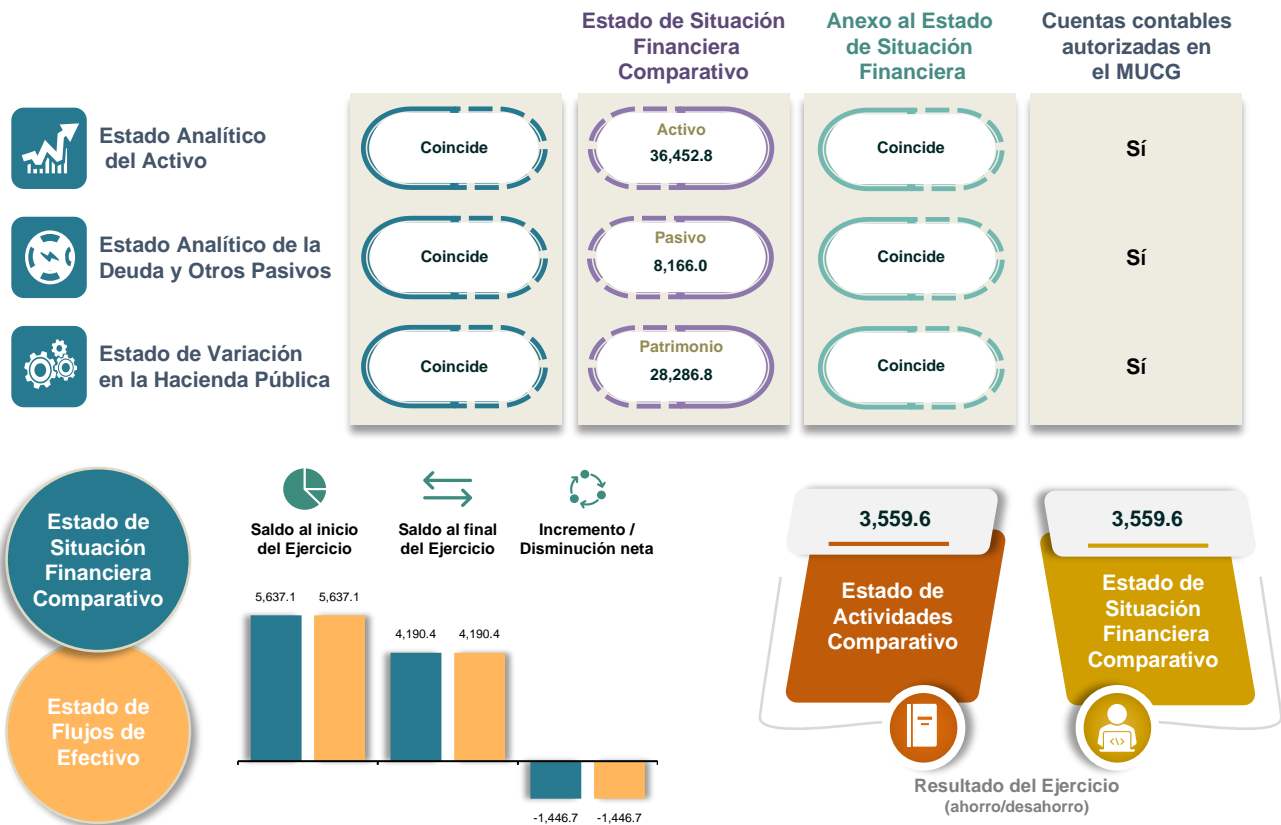 Estado de Situación
Financiera
Comparativo
Anexo al Estado
de Situación
Financiera
Cuentas contables
autorizadas en
el MUCG
Estado Analítico
del Activo
Coincide
Activo
36,452.8
Coincide
Sí
Estado Analítico de la
Deuda y Otros Pasivos
Coincide
Pasivo
8,166.0
Coincide
Sí
Estado de Variación
en la Hacienda Pública
Coincide
Patrimonio
28,286.8
Coincide
Sí
Estado de
Situación
Financiera
Comparativo
Estado de
Flujos de
Efectivo
Saldo al inicio
del Ejercicio
Saldo al final
del Ejercicio
Incremento /
Disminución neta
5,637.1
5,637.1
4,190.4
4,190.4
-1,446.7
-1,446.7
3,559.6
Estado de
Actividades
Comparativo
3,559.6
Estado de
Situación
Financiera
Comparativo
Resultado del Ejercicio
(ahorro/desahorro)